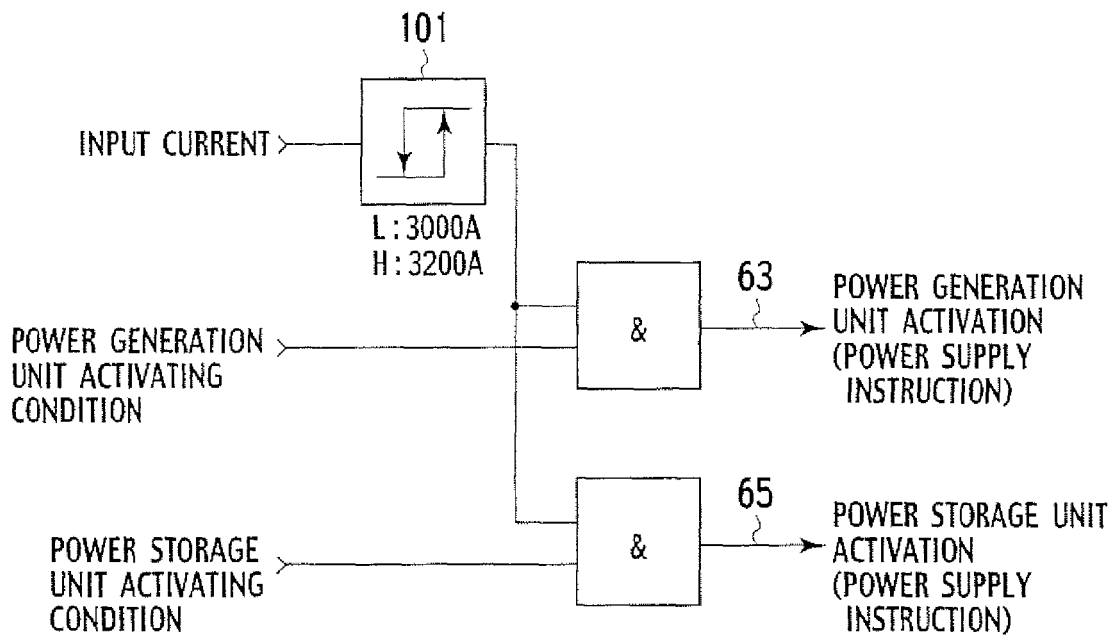 101
INPUT CURRENT
L:3000A
H:3200A
63
POWER GENERATION
UNIT ACTIVATION
(POWER SUPPLY
INSTRUCTION)
&
POWER GENERATION
UNIT ACTIVATING
CONDITION
65
POWER STORAGE UNIT
ACTIVATION
(POWER SUPPLY
INSTRUCTION)
&
POWER STORAGE
UNIT ACTIVATING
CONDITION